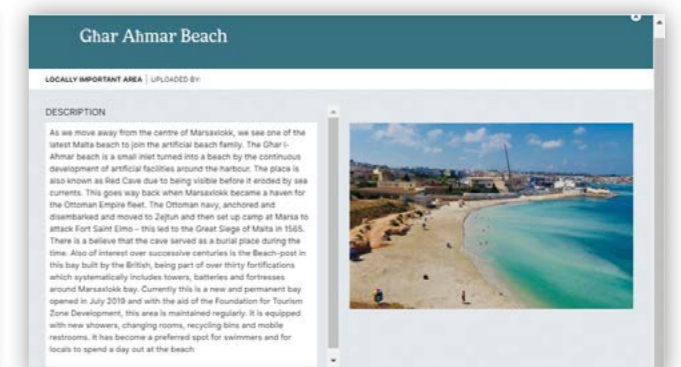 Għar Aħmar Beach
LOCALLY IMPORTANT AREA | UPLOADED BY:
DESCRIPTION
As we move away from the centre of Marsaxlokk, we see one of the
latest Malta beach to join the artificial beach family. The Għar l-
Aħmar beach is a small inlet turned into a beach by the continuous
development of artificial facilities around the harbour. The place is
also known as Red Cave due to being visible before it eroded by sea
currents. This goes way back when Marsaxlokk became a haven for
the Ottoman Empire fleet. The Ottoman navy, anchored and
disembarked and moved to Zejtun and then set up camp at Marsa to
attack Fort Saint Elmo – this led to the Great Siege of Malta in 1565.
There is a believe that the cave served as a burial place during the
time. Also of interest over successive centuries is the Beach-post in
this bay built by the British, being part of over thirty fortifications
which systematically includes towers, batteries and fortresses
around Marsaxlokk bay. Currently this is a new and permanent bay
opened in July 2019 and with the aid of the Foundation for Tourism
Zone Development, this area is maintained regularly. It is equipped
with new showers, changing rooms, recycling bins and mobile
restrooms. It has become a preferred spot for swimmers and for
locals to spend a day out at the beach